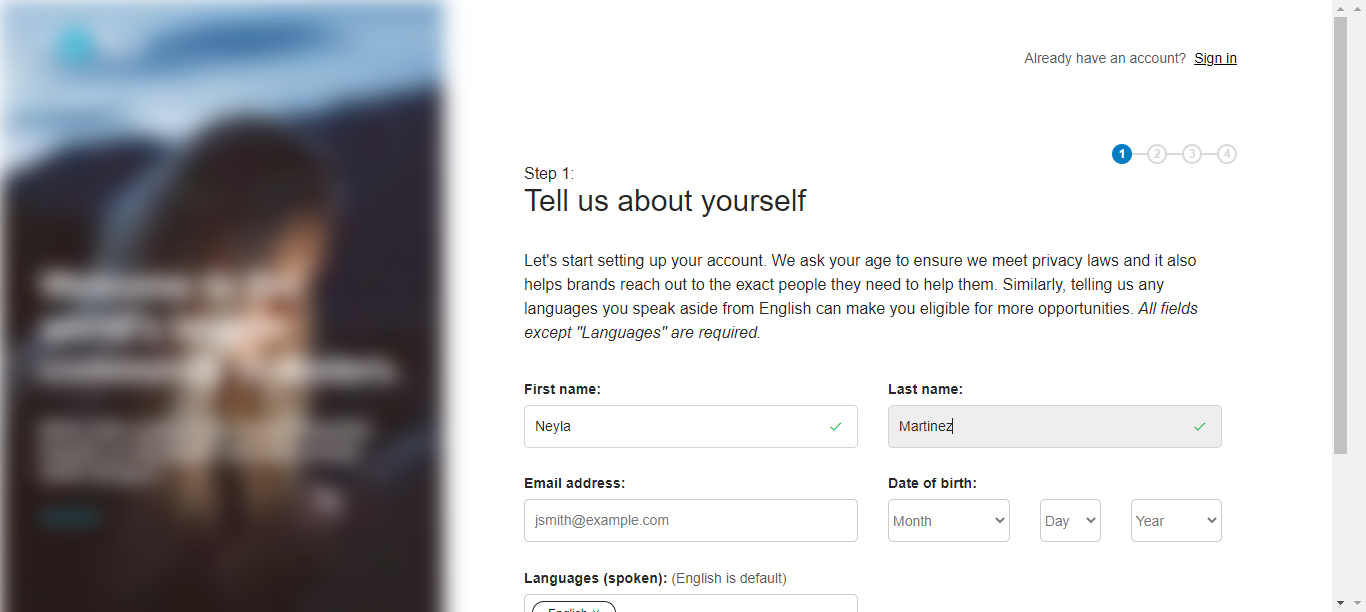 Already have an account? Sign in
1 2 3 4
Step 1:
Tell us about yourself
Let's start setting up your account. We ask your age to ensure we meet privacy laws and it also
helps brands reach out to the exact people they need to help them. Similarly, telling us any
languages you speak aside from English can make you eligible for more opportunities. All fields
except "Languages" are required.
First name: Last name:
Neyla Martinez
Email address: Date of birth:
jsmith@example.com Month Day Year
Languages (spoken): (English is default)
English ×